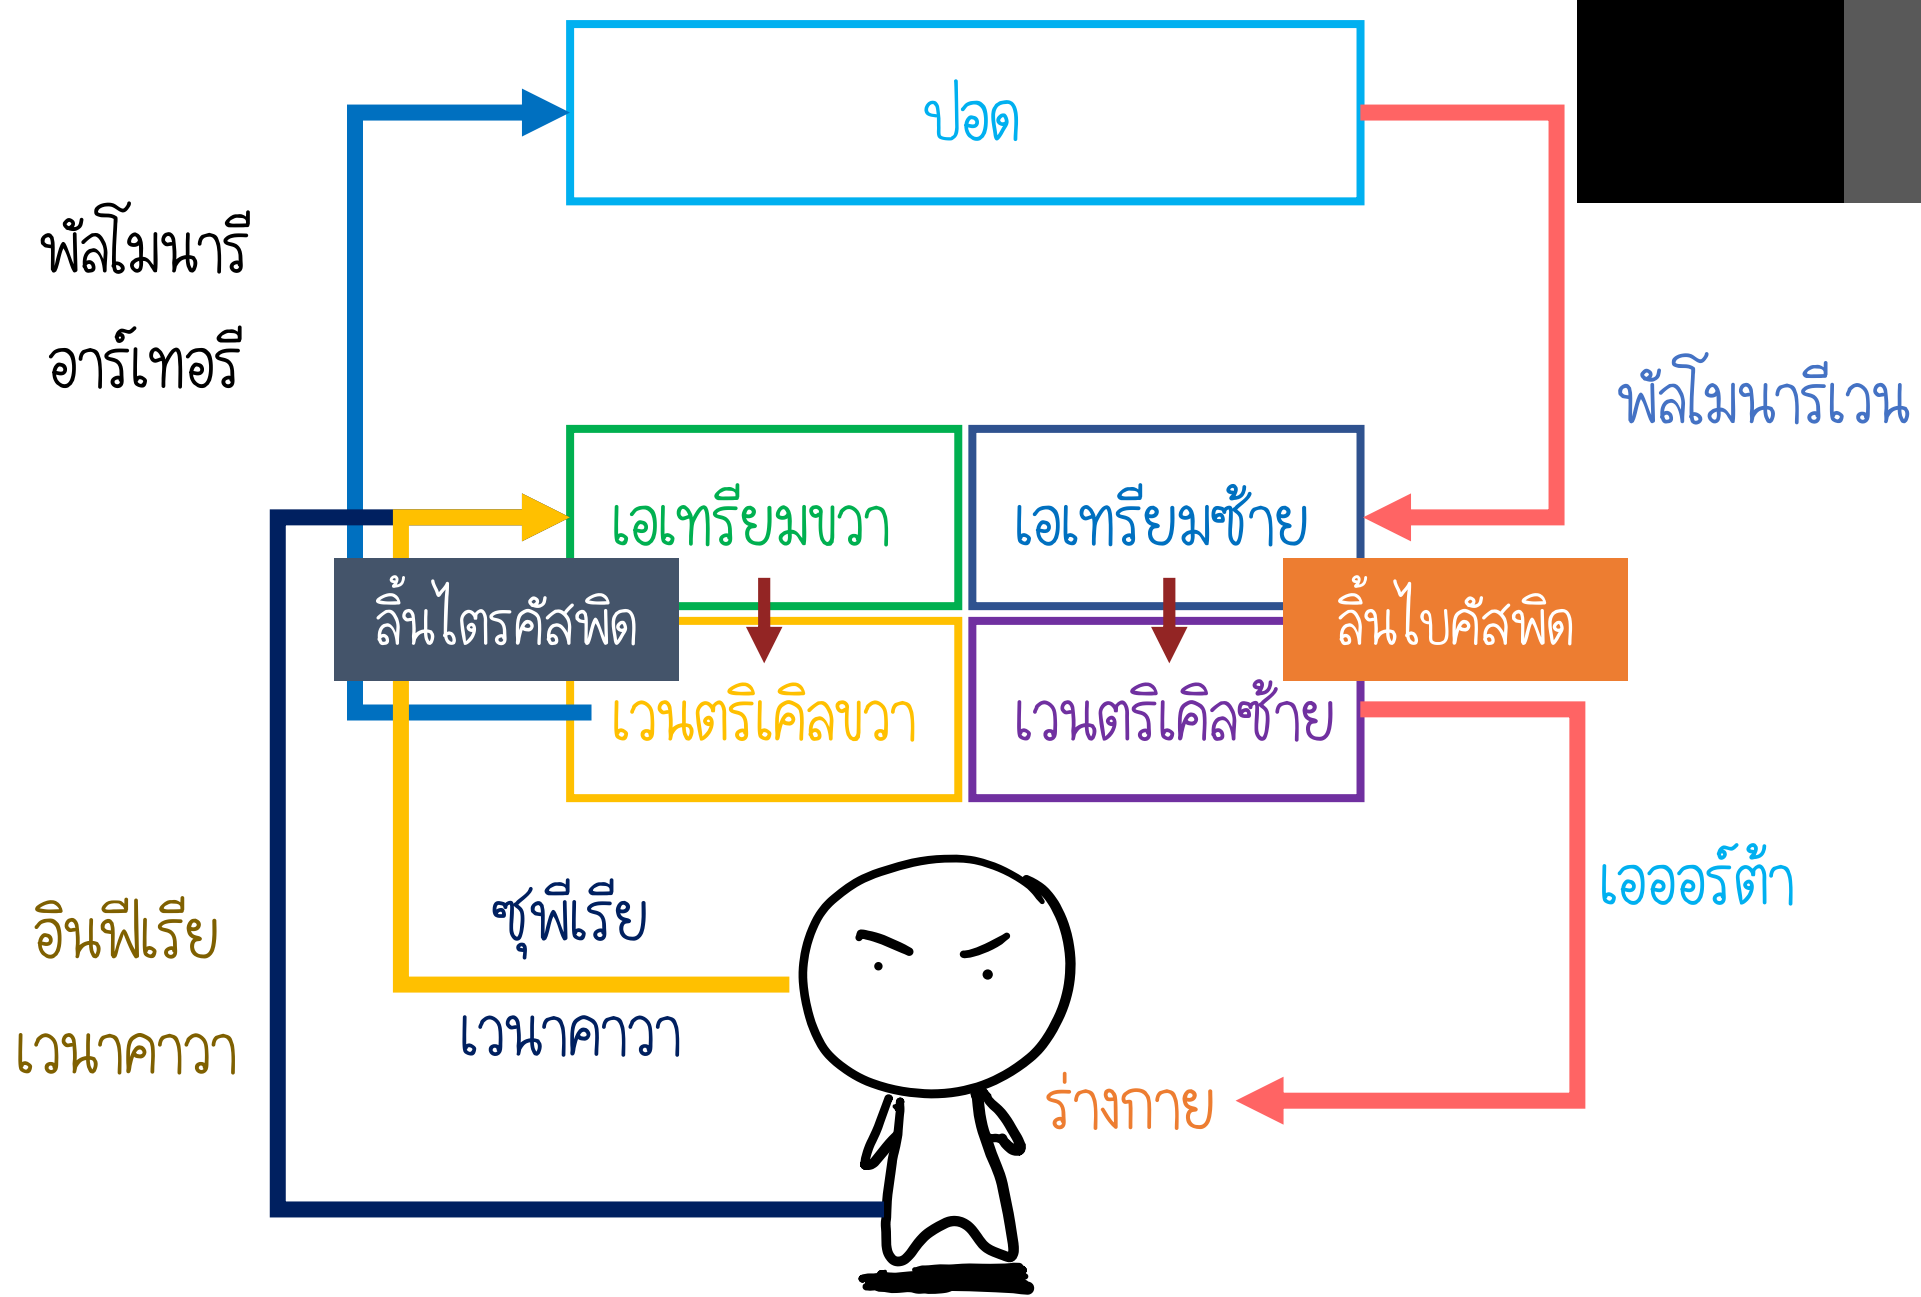 ปอด
พัลโมนารี
อาร์เทอรี
พัลโมนารีเวน
เอเทรียมขวา
เอเทรียมซ้าย
ลิ้นไตรคัสพิด
ลิ้นไบคัสพิด
เวนตริเคิลขวา
เวนตริเคิลซ้าย
เอออร์ต้า
ซุพีเรีย
เวนาคาวา
อินฟีเรีย
เวนาคาวา
ร่างกาย